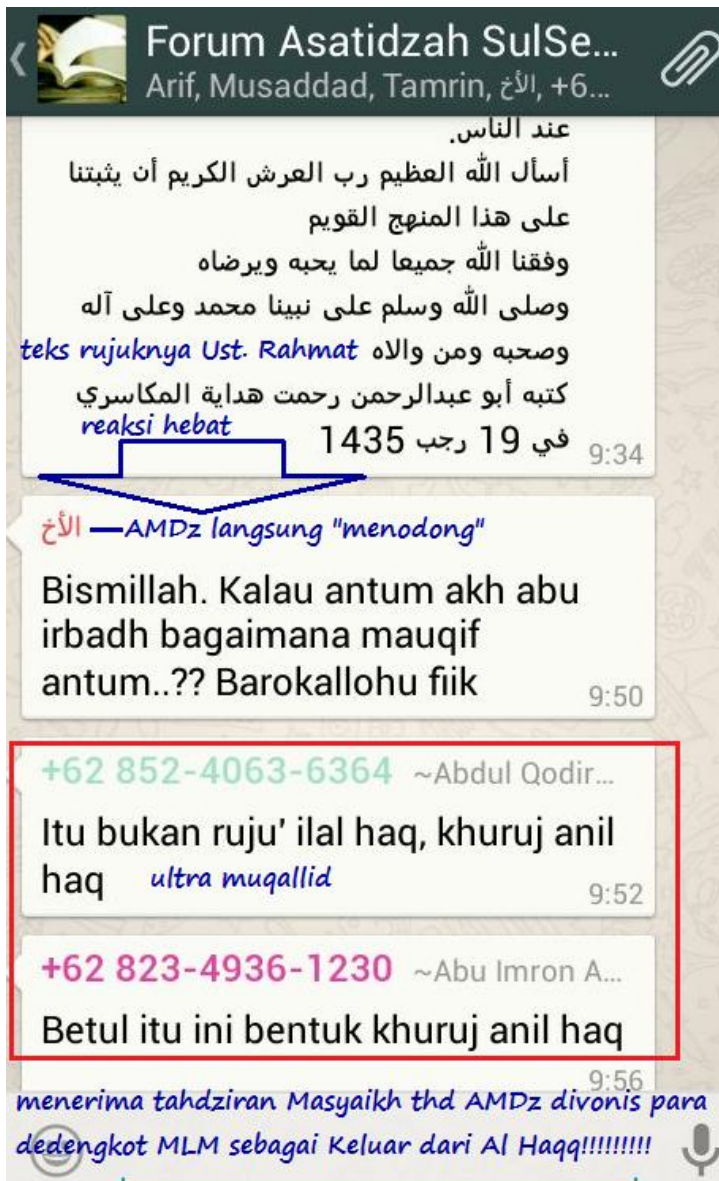 Forum Asatidzah SulSe...
Arif, Musaddad, Tamrin, الأخ, +6...
عند الناس.
أسأل الله العظيم رب العرش الكريم أن يثبتنا
على هذا المنهج القويم
وفقنا الله جميعا لما يحبه ويرضاه
وصلى الله وسلم على نبينا محمد وعلى آله
وصحبه ومن والاه
teks rujuknya Ust. Rahmat
كتبه أبو عبدالرحمن رحمت هداية المكاسري
reaksi hebat
في 19 رجب 1435
9:34
الأخ
AMDz langsung "menodong"
Bismillah. Kalau antum akh abu
irbadh bagaimana mauqif
antum..?? Barokallohu fiik
9:50
+62 852-4063-6364 ~Abdul Qodir...
Itu bukan ruju' ilal haq, khuruj anil
haq
ultra muqallid
9:52
+62 823-4936-1230 ~Abu Imron A...
Betul itu ini bentuk khuruj anil haq
9:56
menerima tahdziran Masyaikh thd AMDz divonis para
dedengkot MLM sebagai Keluar dari Al Haqq!!!!!!!!!